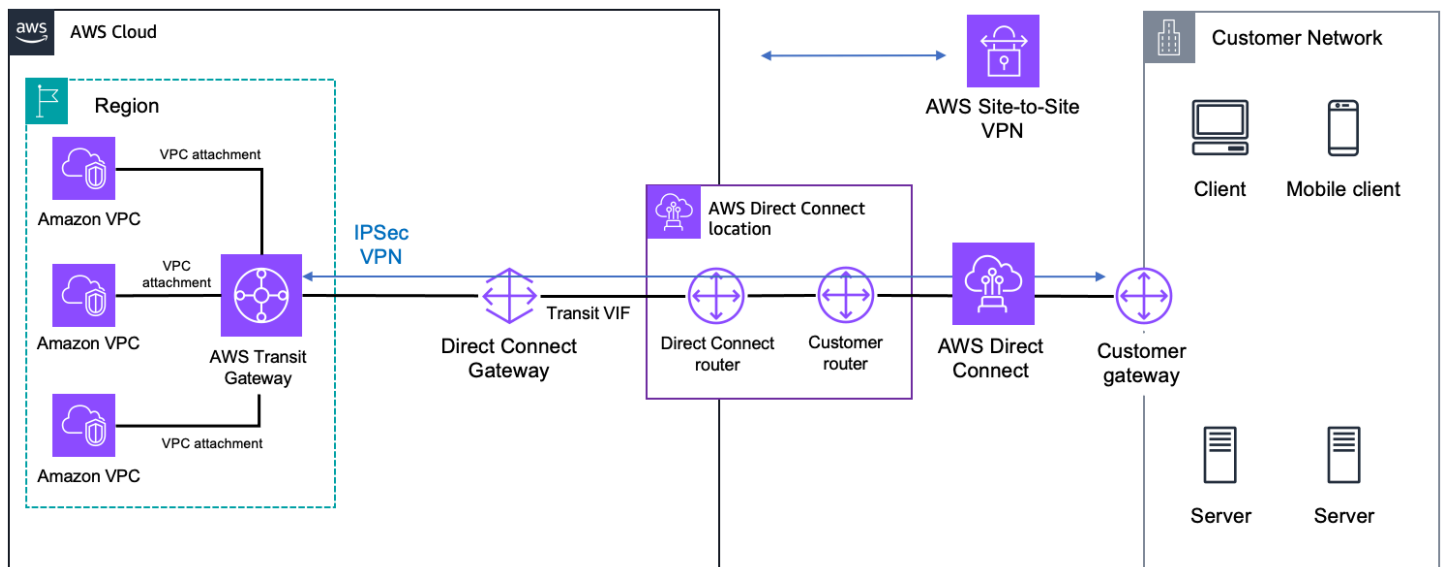 aws
AWS Cloud
Region
VPC attachment
Amazon VPC
VPC
attachment
Amazon VPC
AWS Transit
Gateway
VPC attachment
Amazon VPC
IPSec
VPN
Direct Connect
Gateway
Transit VIF
AWS Direct Connect
location
Direct Connect
router
Customer
router
AWS Site-to-Site
VPN
AWS Direct
Connect
Customer
gateway
Customer Network
Client
Mobile client
Server
Server